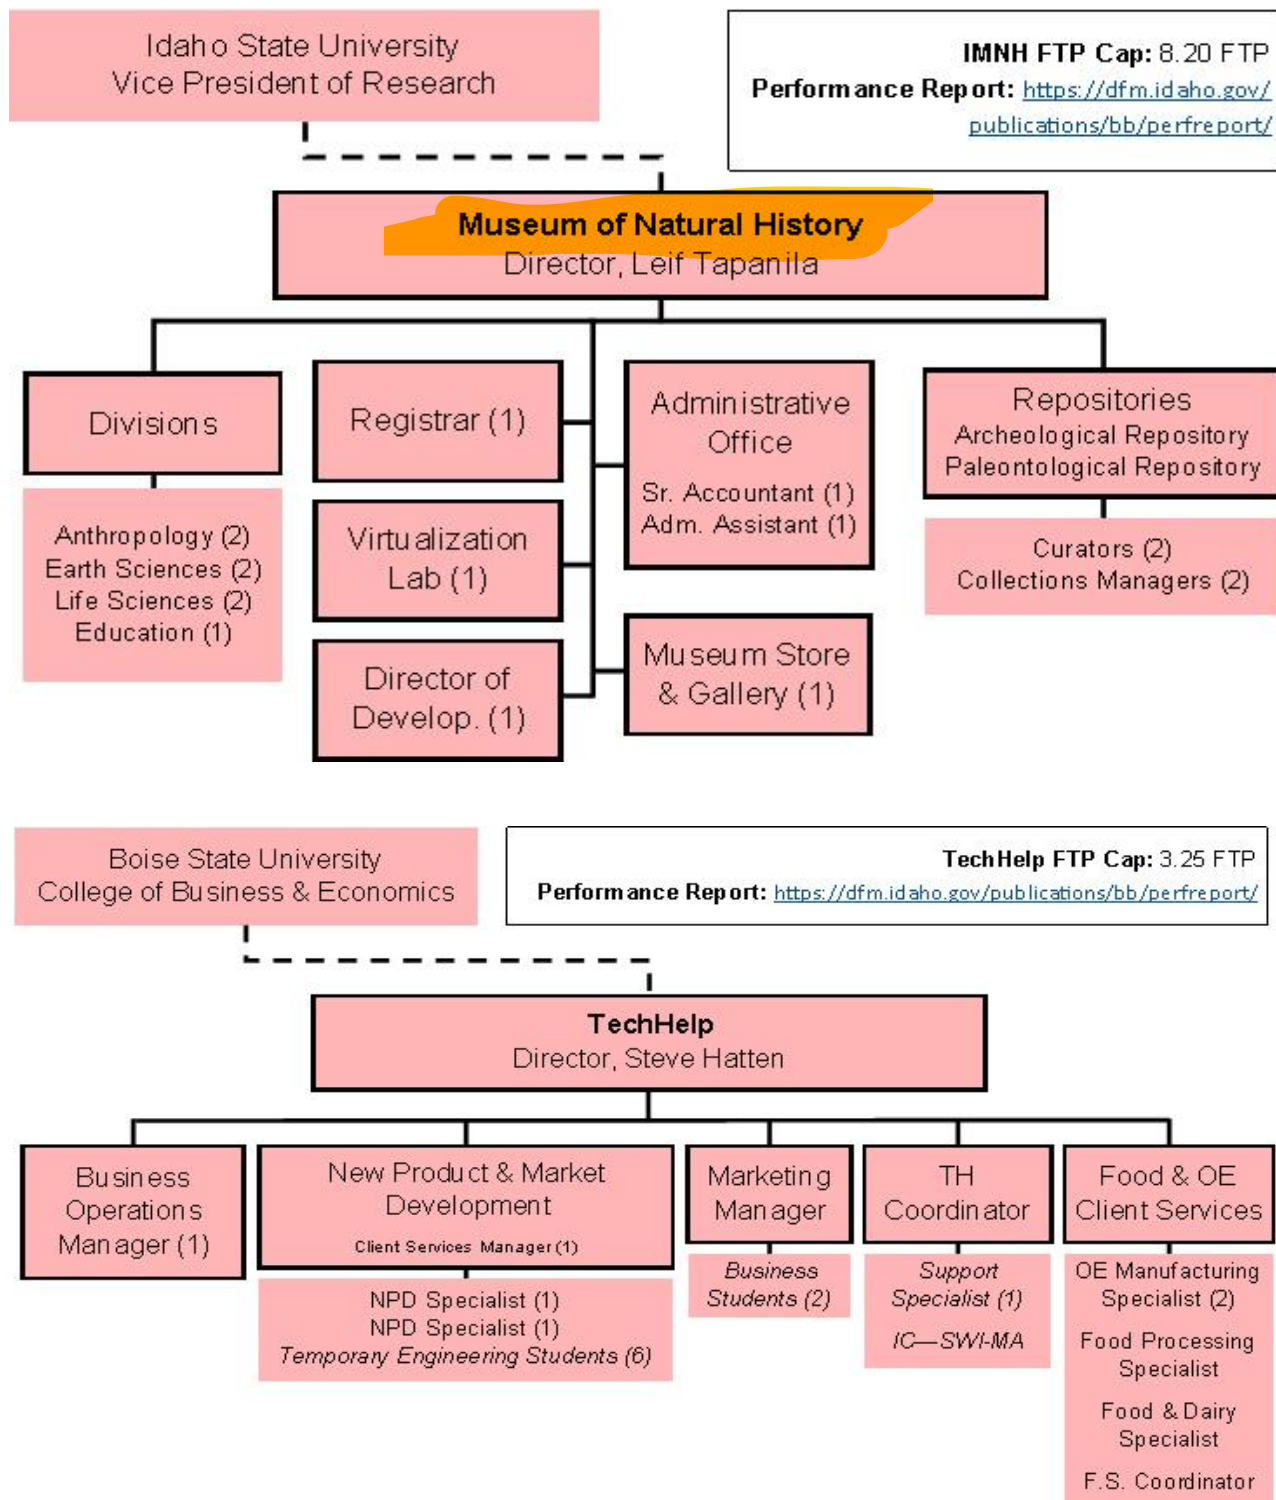 Idaho State University
Vice President of Research
IMNH FTP Cap: 8.20 FTP
Performance Report: https://dfm.idaho.gov/
publications/bb/perfreport/
Museum of Natural History
Director, Leif Tapanila
Divisions
Anthropology (2)
Earth Sciences (2)
Life Sciences (2)
Education (1)
Registrar (1)
Virtualization
Lab (1)
Director of
Develop. (1)
Administrative
Office
Sr. Accountant (1)
Adm. Assistant (1)
Museum Store
& Gallery (1)
Repositories
Archeological Repository
Paleontological Repository
Curators (2)
Collections Managers (2)
Boise State University
College of Business & Economics
TechHelp FTP Cap: 3.25 FTP
Performance Report: https://dfm.idaho.gov/publications/bb/perfreport/
TechHelp
Director, Steve Hatten
Business
Operations
Manager (1)
New Product & Market
Development
Client Services Manager (1)
NPD Specialist (1)
NPD Specialist (1)
Temporary Engineering Students (6)
Marketing
Manager
Business
Students (2)
TH
Coordinator
Support
Specialist (1)
IC—SWI-MA
Food & OE
Client Services
OE Manufacturing
Specialist (2)
Food Processing
Specialist
Food & Dairy
Specialist
F.S. Coordinator